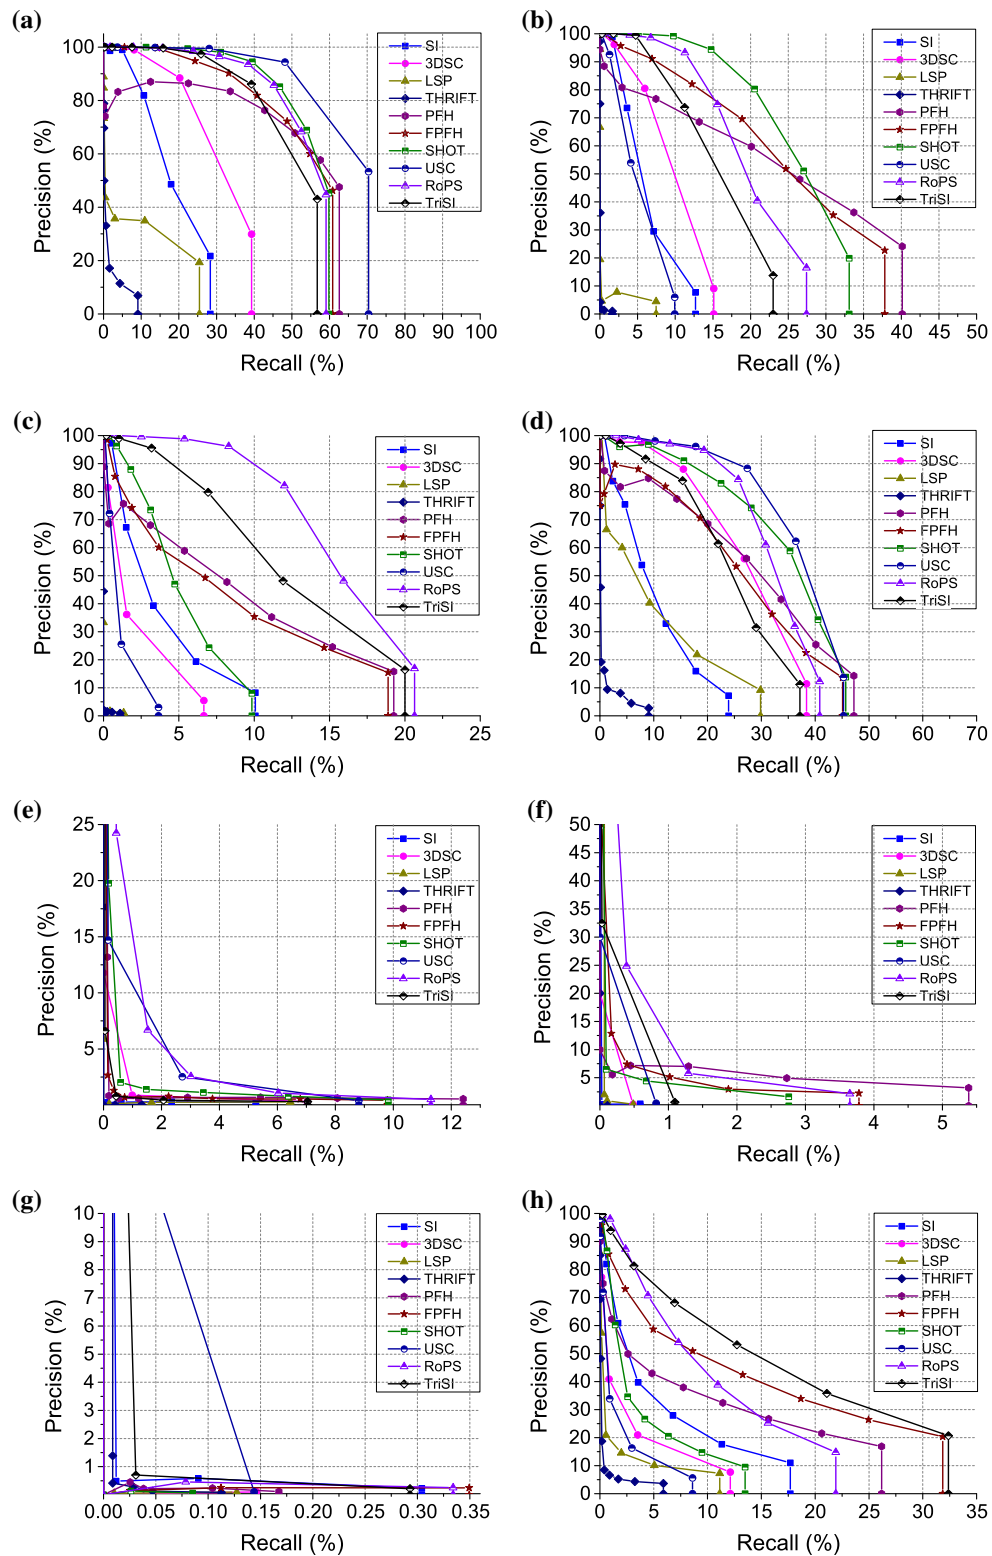 (a)
Precision (%)
100
80
60
40
20
0
SI
3DSC
LSP
THRIFT
PFH
FPFH
SHOT
USC
RoPS
TriSI
0 10 20 30 40 50 60 70 80 90 100
Recall (%)
(b)
Precision (%)
100
90
80
70
60
50
40
30
20
10
0
SI
3DSC
LSP
THRIFT
PFH
FPFH
SHOT
USC
RoPS
TriSI
0 5 10 15 20 25 30 35 40 45 50
Recall (%)
(c)
Precision (%)
100
90
80
70
60
50
40
30
20
10
0
SI
3DSC
LSP
THRIFT
PFH
FPFH
SHOT
USC
RoPS
TriSI
0 5 10 15 20 25
Recall (%)
(d)
Precision (%)
100
90
80
70
60
50
40
30
20
10
0
SI
3DSC
LSP
THRIFT
PFH
FPFH
SHOT
USC
RoPS
TriSI
0 10 20 30 40 50 60 70
Recall (%)
(e)
Precision (%)
25
20
15
10
5
SI
3DSC
LSP
THRIFT
PFH
FPFH
SHOT
USC
RoPS
TriSI
0 2 4 6 8 10 12
Recall (%)
(f)
Precision (%)
50
45
40
35
30
25
20
15
10
5
SI
3DSC
LSP
THRIFT
PFH
FPFH
SHOT
USC
RoPS
TriSI
0 1 2 3 4 5
Recall (%)
(g)
Precision (%)
10
9
8
7
6
5
4
3
2
1
0
SI
3DSC
LSP
THRIFT
PFH
FPFH
SHOT
USC
RoPS
TriSI
0.00 0.05 0.10 0.15 0.20 0.25 0.30 0.35
Recall (%)
(h)
Precision (%)
100
90
80
70
60
50
40
30
20
10
0
SI
3DSC
LSP
THRIFT
PFH
FPFH
SHOT
USC
RoPS
TriSI
0 5 10 15 20 25 30 35
Recall (%)